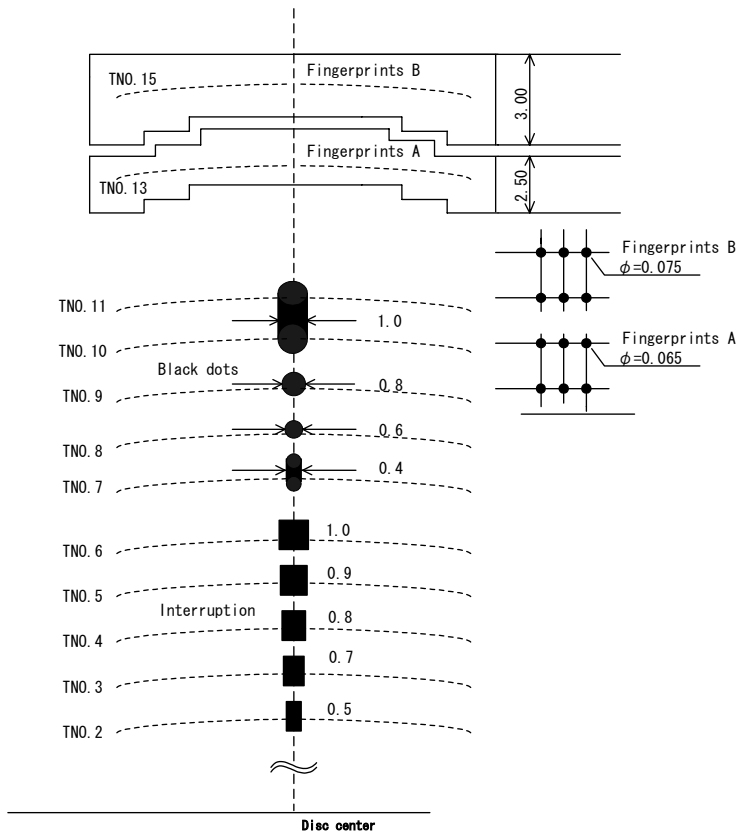 TNO. 15
Fingerprints B
3.00
TNO. 13
Fingerprints A
2.50
Fingerprints B
φ=0.075
TNO. 11
1.0
Fingerprints A
φ=0.065
TNO. 10
Black dots
TNO. 9
0.8
TNO. 8
0.6
TNO. 7
0.4
TNO. 6
1.0
TNO. 5
0.9
Interruption
TNO. 4
0.8
TNO. 3
0.7
TNO. 2
0.5
Disc center